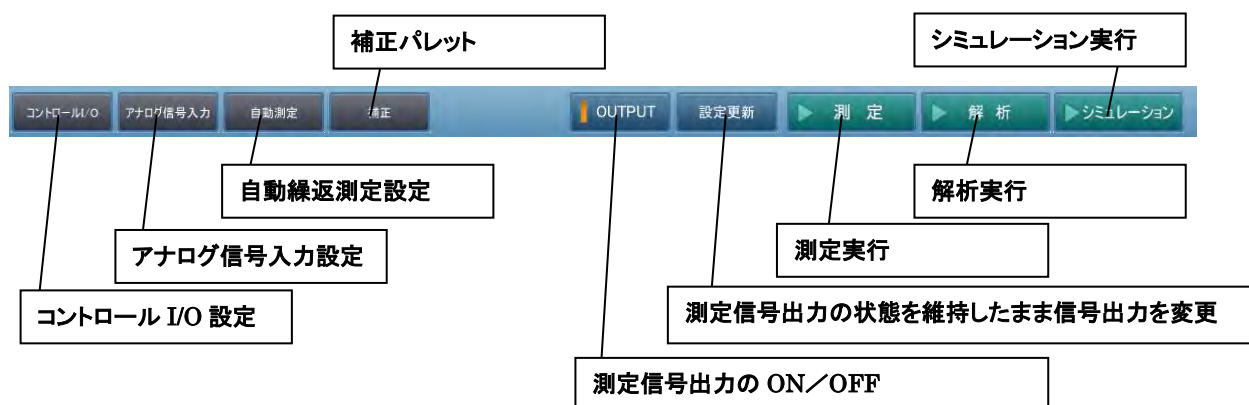 補正パレット
シミュレーション実行
コントロールI/O
アナログ信号入力
自動測定
補正
OUTPUT
設定更新
測 定
解 析
シミュレーション
自動繰返測定設定
解析実行
アナログ信号入力設定
測定実行
コントロール I/O 設定
測定信号出力の状態を維持したまま信号出力を変更
測定信号出力の ON／OFF